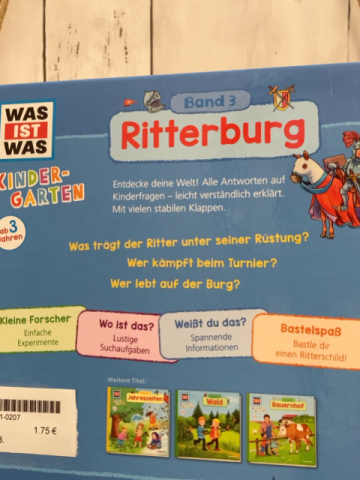 Band 3
WAS
IST
WAS
Ritterburg
KINDER-
GARTEN
ab 3
Jahren
Entdecke deine Welt! Alle Antworten auf
Kinderfragen – leicht verständlich erklärt.
Mit vielen stabilen Klappen.
Was trägt der Ritter unter seiner Rüstung?
Wer kämpft beim Turnier?
Wer lebt auf der Burg?
Kleine Forscher
Einfache
Experimente
Wo ist das?
Lustige
Suchaufgaben
Weißt du das?
Spannende
Informationen
Bastelspaß
Bastle dir
einen Ritterschild!
Weitere Titel:
Jahreszeiten
Wald
Bauernhof
1-0207
1.75 €
3.